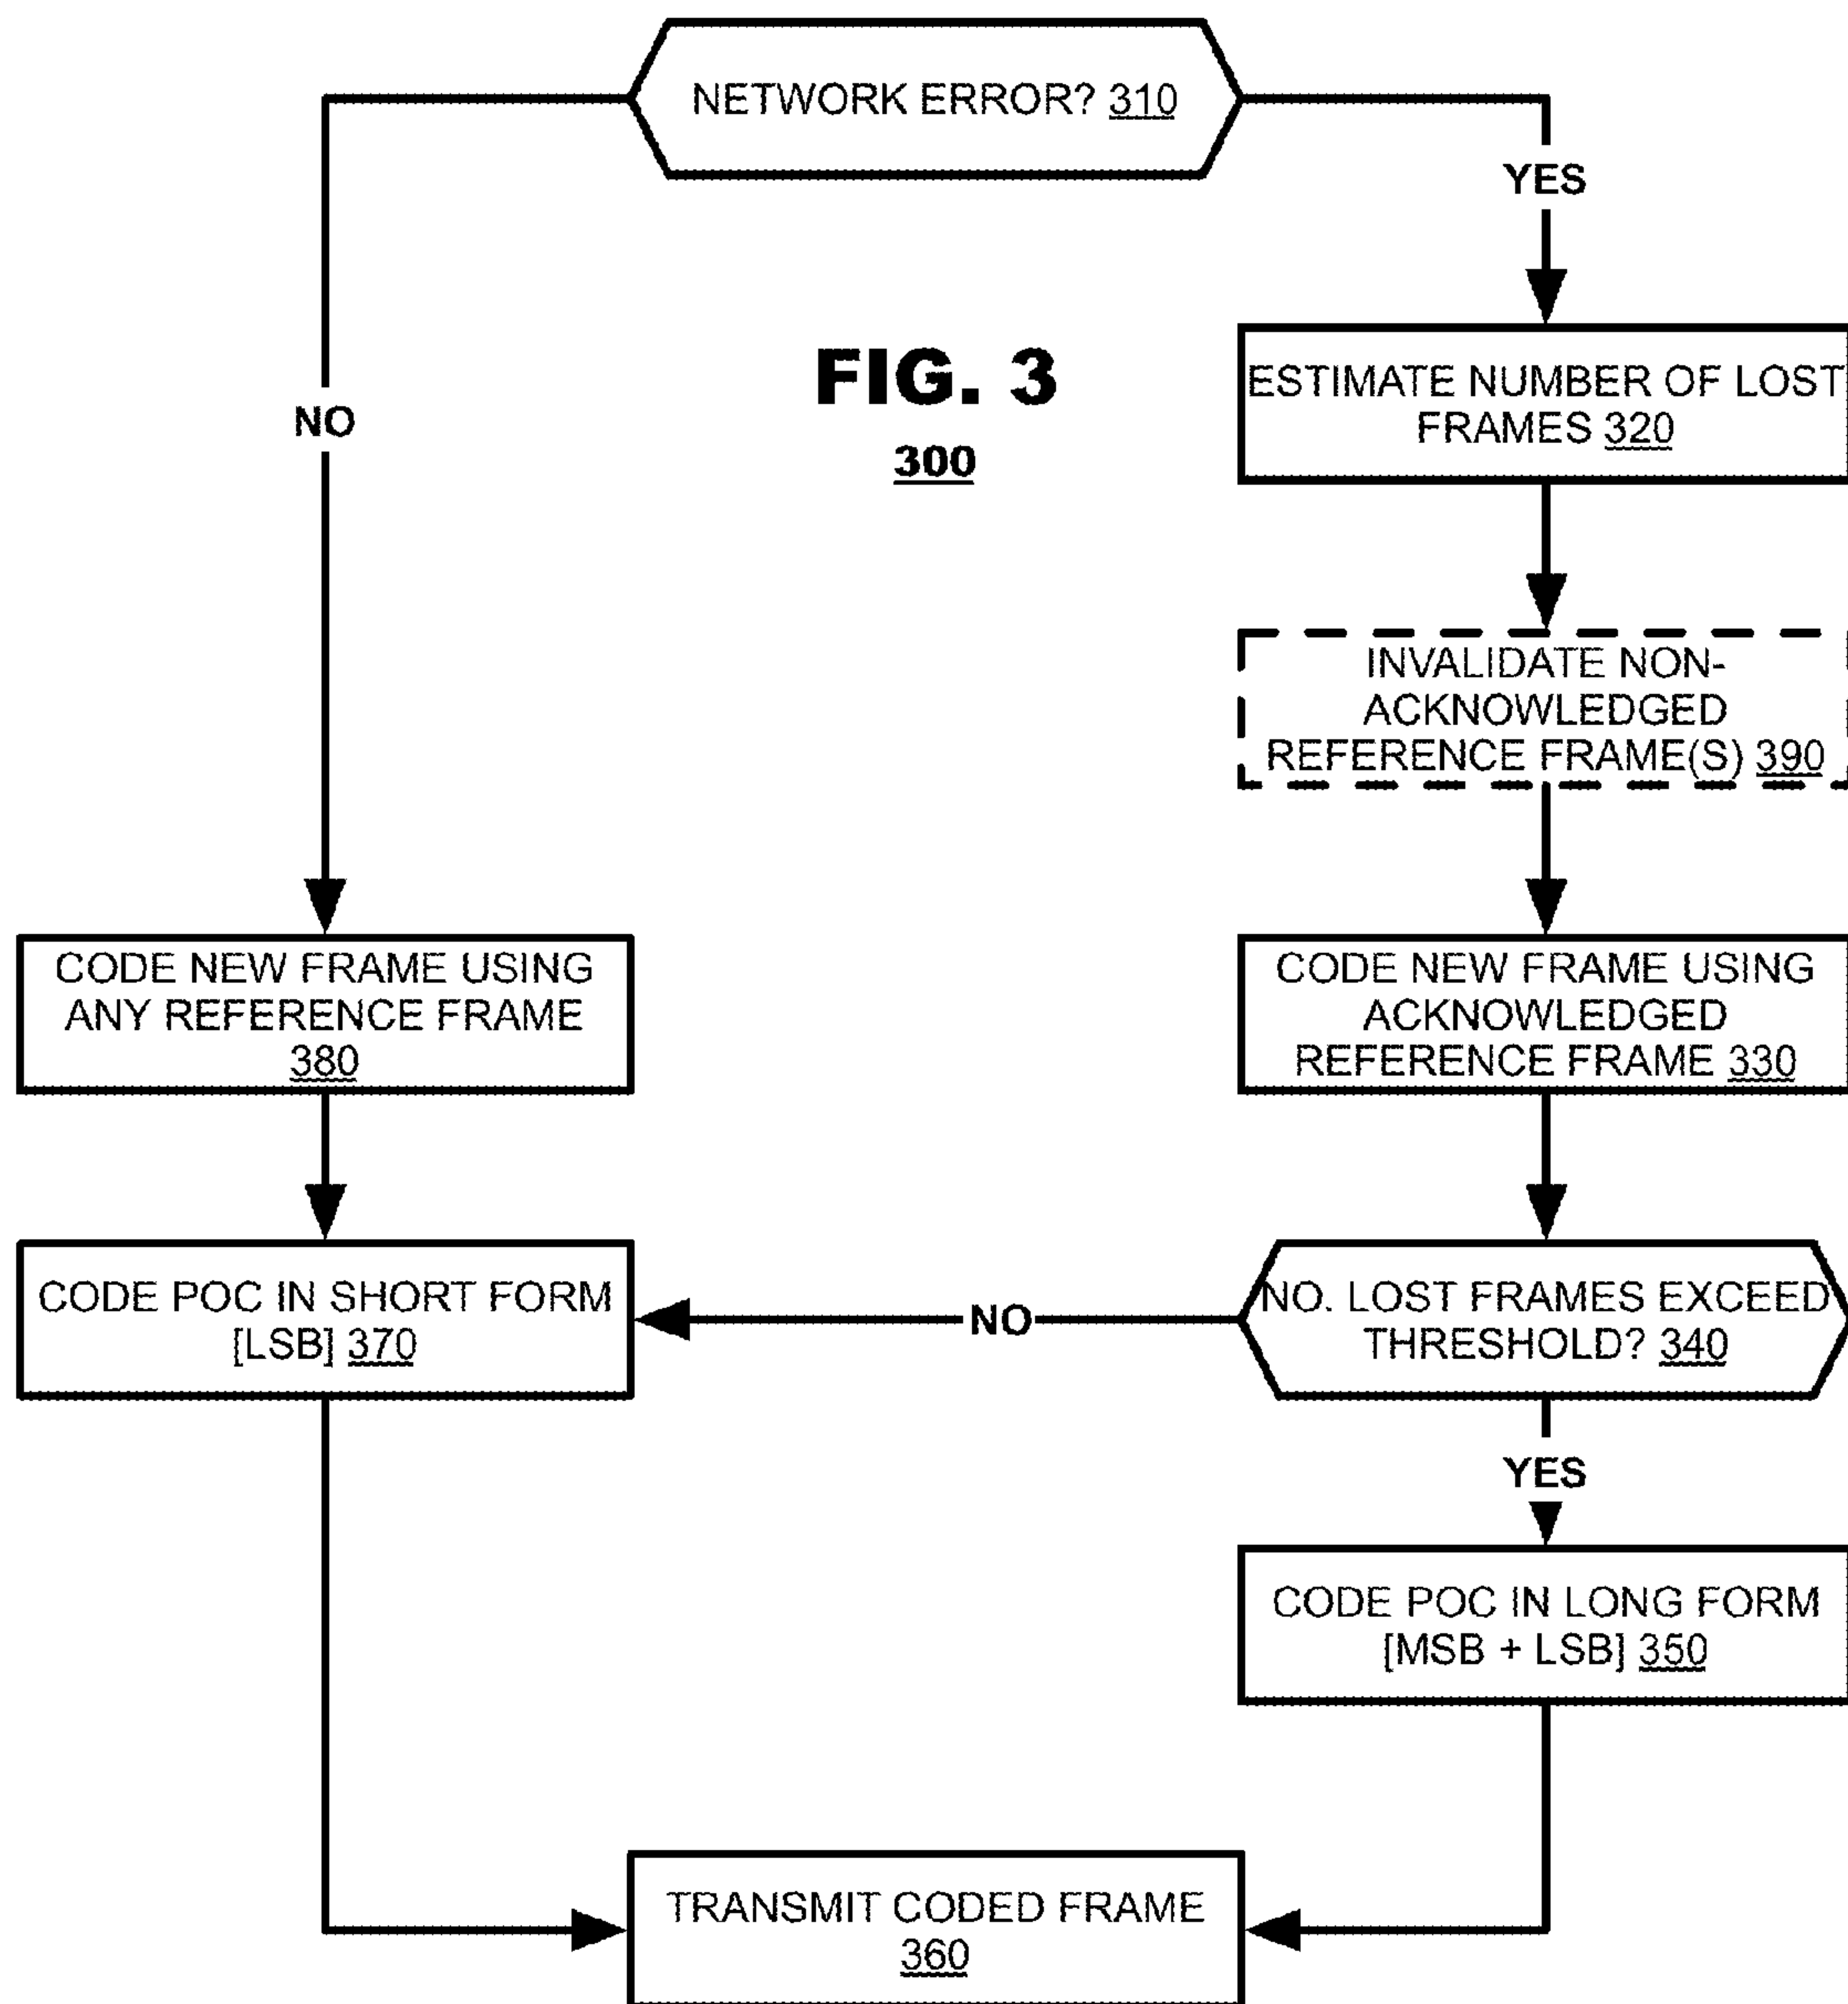 NETWORK ERROR? 310
YES
NO
FIG. 3
300
ESTIMATE NUMBER OF LOST
FRAMES 320
INVALIDATE NON-
ACKNOWLEDGED
REFERENCE FRAME(S) 390
CODE NEW FRAME USING
ANY REFERENCE FRAME
380
CODE NEW FRAME USING
ACKNOWLEDGED
REFERENCE FRAME 330
CODE POC IN SHORT FORM
[LSB] 370
NO
NO. LOST FRAMES EXCEED
THRESHOLD? 340
YES
CODE POC IN LONG FORM
[MSB + LSB] 350
TRANSMIT CODED FRAME
360